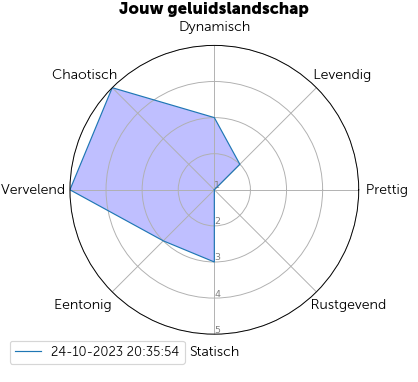 Jouw geluidslandschap
Dynamisch
Chaotisch
Levendig
Vervelend
Prettig
1
2
3
4
5
Eentonig
Rustgevend
Statisch
24-10-2023 20:35:54